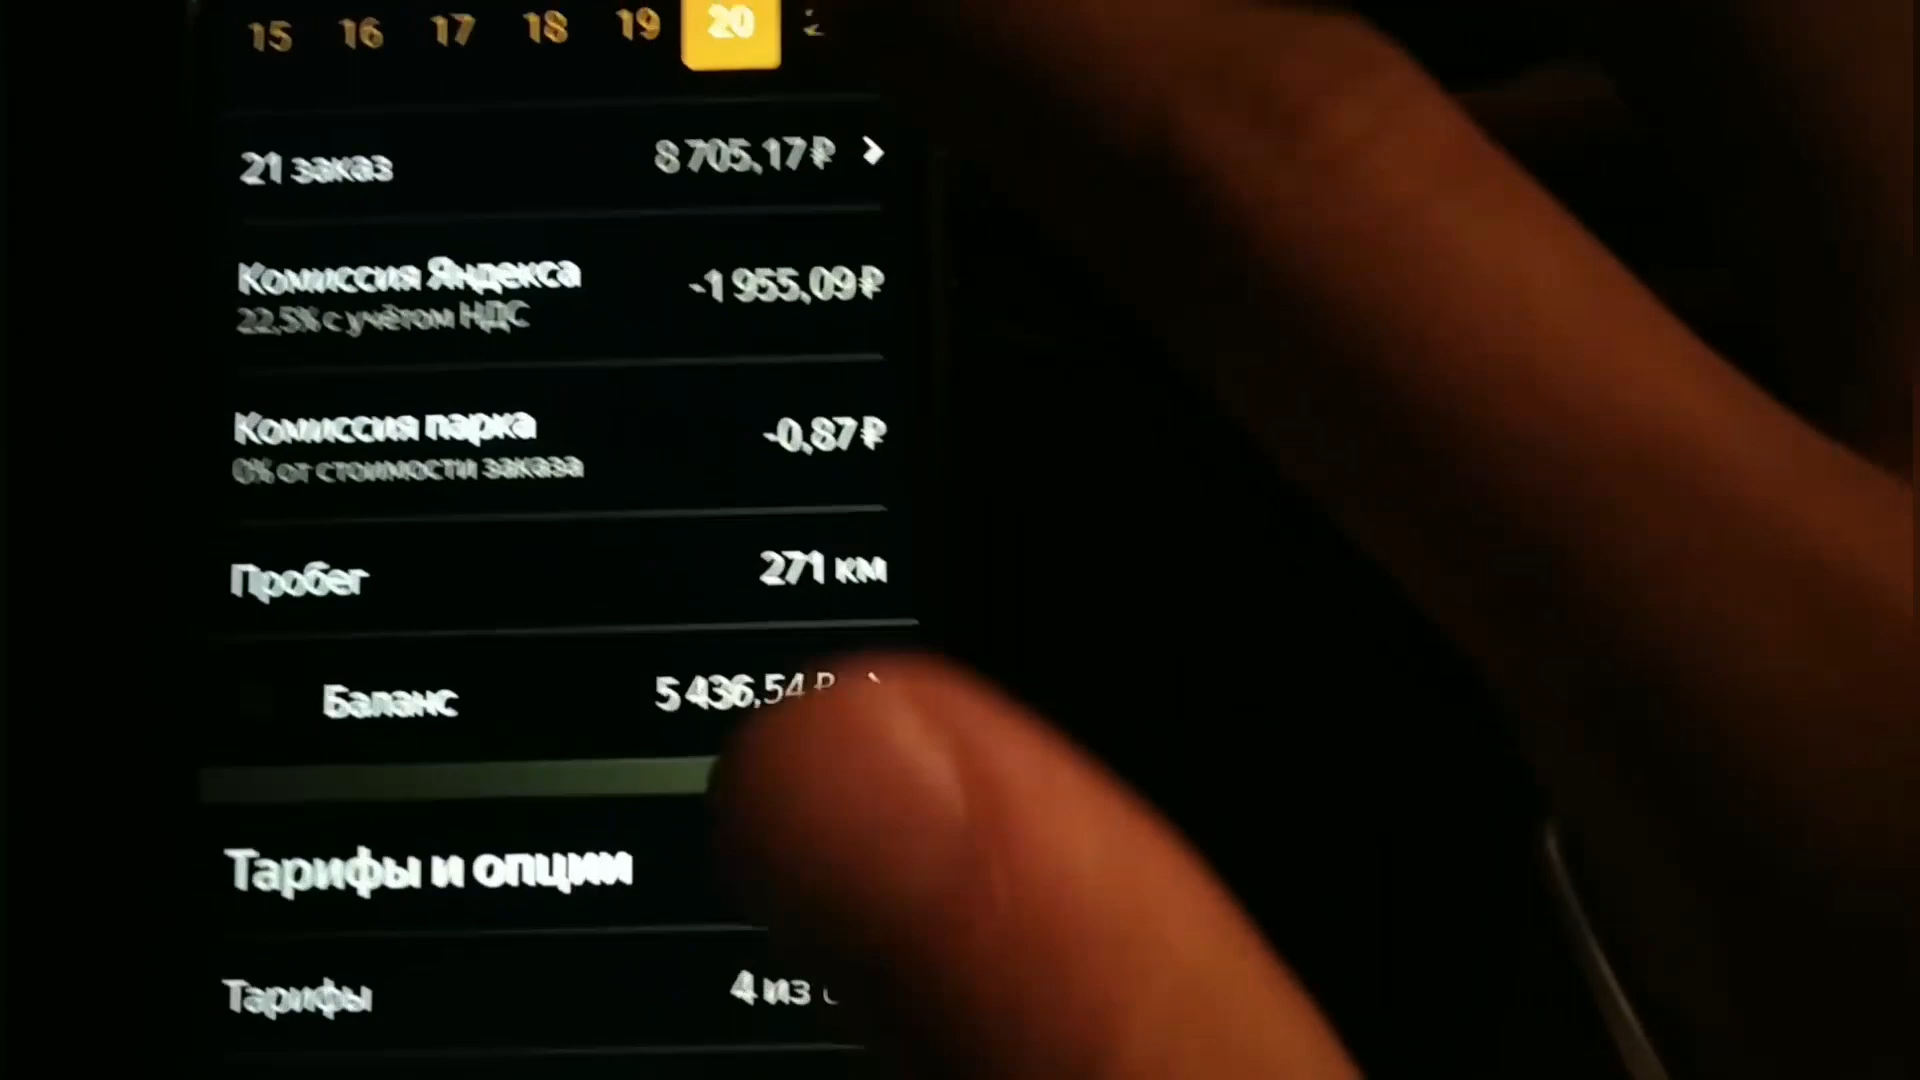 15 16 17 18 19 20
21 заказ 8 705,17 ₽
Комиссия Яндекса -1 955,09 ₽
22,5% с учётом НДС
Комиссия парка -0,87 ₽
0% от стоимости заказа
Пробег 271 км
Баланс 5 436,54 ₽
Тарифы и опции
Тарифы 4 из